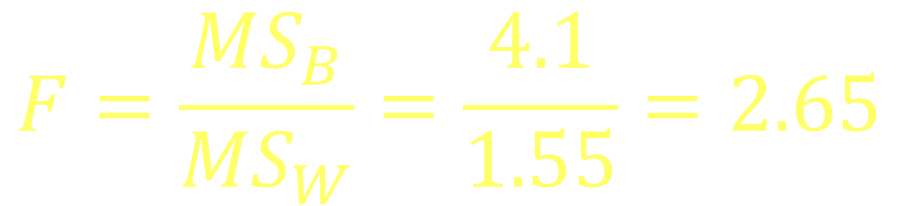 F = MS_B / MS_W = 4.1 / 1.55 = 2.65